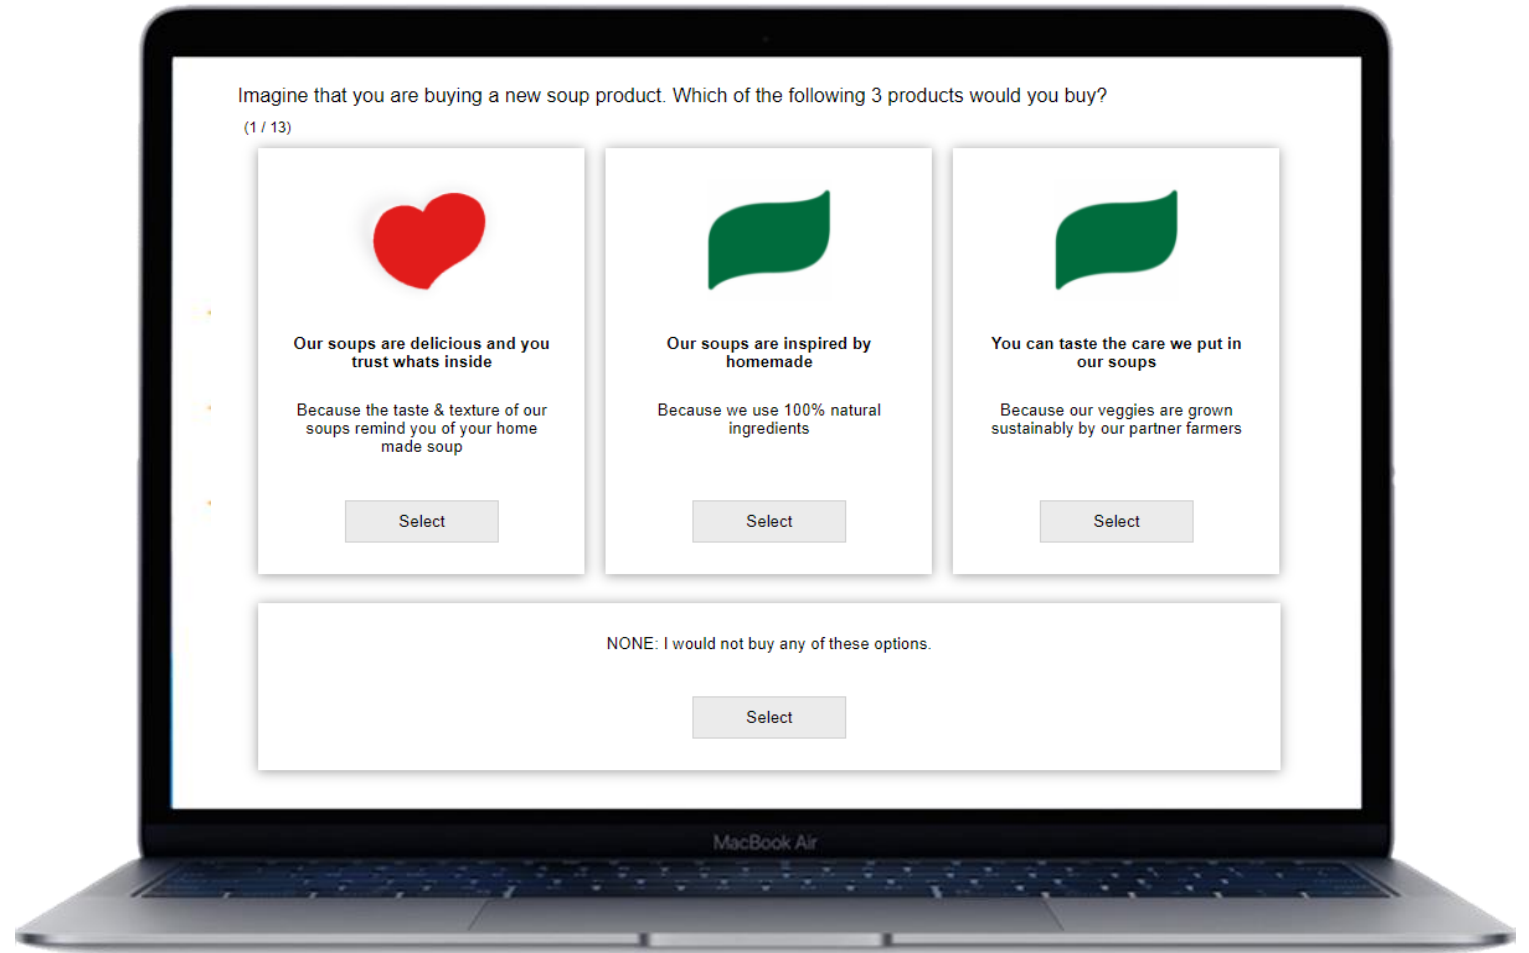 Imagine that you are buying a new soup product. Which of the following 3 products would you buy?
(1 / 13)
Our soups are delicious and you
trust whats inside
Because the taste & texture of our
soups remind you of your home
made soup
Select
Our soups are inspired by
homemade
Because we use 100% natural
ingredients
Select
You can taste the care we put in
our soups
Because our veggies are grown
sustainably by our partner farmers
Select
NONE: I would not buy any of these options.
Select
MacBook Air